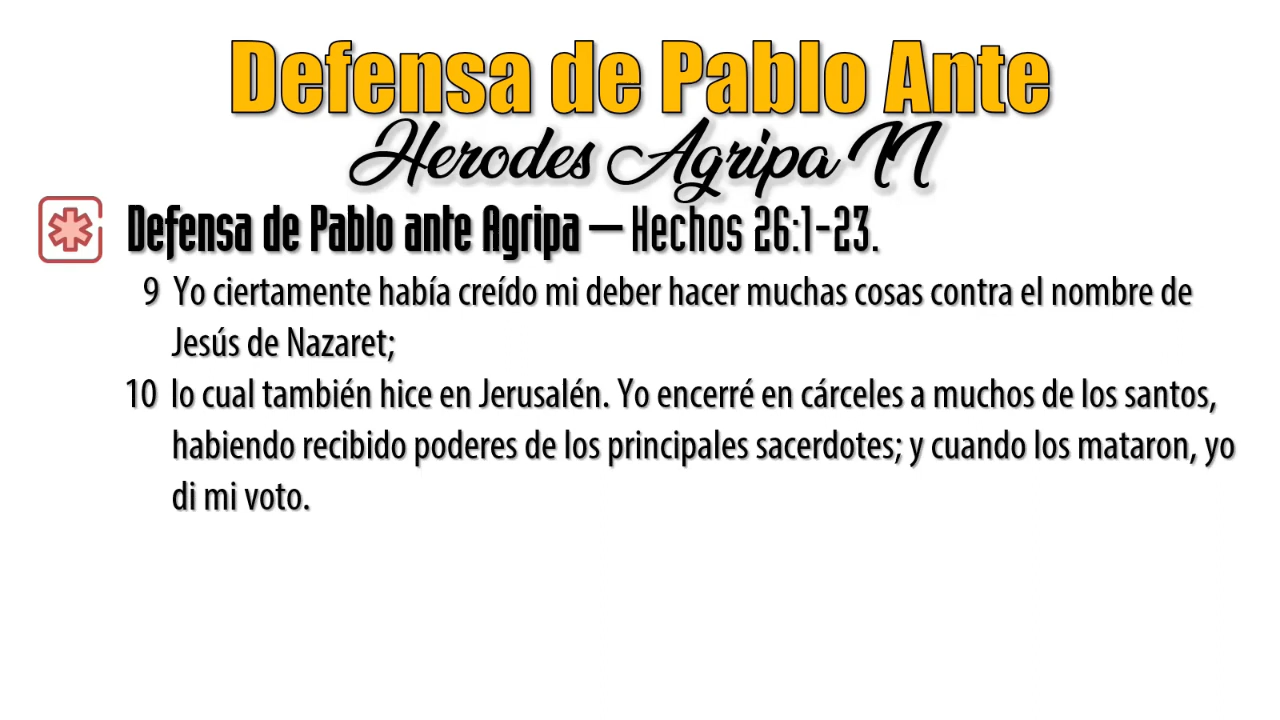 Defensa de Pablo Ante
Herodes Agripa II
Defensa de Pablo ante Agripa – Hechos 26:1-23.
9 Yo ciertamente había creído mi deber hacer muchas cosas contra el nombre de
Jesús de Nazaret;
10 lo cual también hice en Jerusalén. Yo encerré en cárceles a muchos de los santos,
habiendo recibido poderes de los principales sacerdotes; y cuando los mataron, yo
di mi voto.